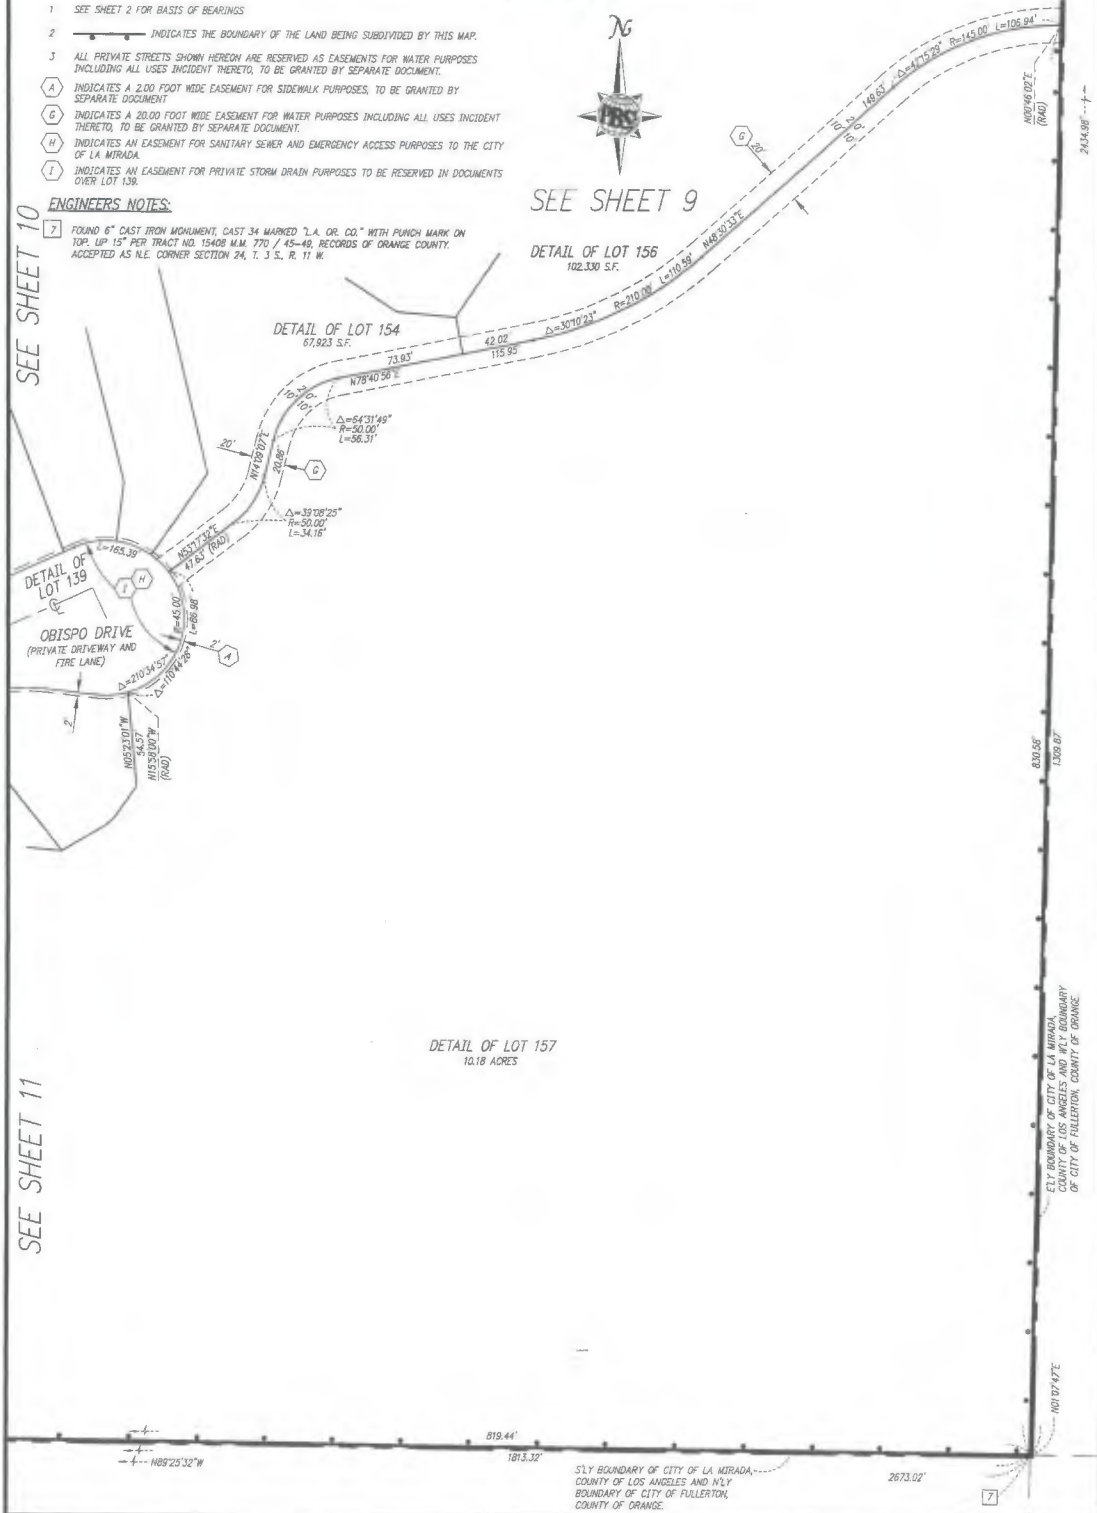 1 SEE SHEET 2 FOR BASIS OF BEARINGS
2 INDICATES THE BOUNDARY OF THE LAND BEING SUBDIVIDED BY THIS MAP.
3 ALL PRIVATE STREETS SHOWN HEREON ARE RESERVED AS EASEMENTS FOR WATER PURPOSES
INCLUDING ALL USES INCIDENT THERETO, TO BE GRANTED BY SEPARATE DOCUMENT.
A INDICATES A 2.00 FOOT WIDE EASEMENT FOR SIDEWALK PURPOSES, TO BE GRANTED BY
SEPARATE DOCUMENT
G INDICATES A 20.00 FOOT WIDE EASEMENT FOR WATER PURPOSES INCLUDING ALL USES INCIDENT
THERETO, TO BE GRANTED BY SEPARATE DOCUMENT.
H INDICATES AN EASEMENT FOR SANITARY SEWER AND EMERGENCY ACCESS PURPOSES TO THE CITY
OF LA MIRADA.
I INDICATES AN EASEMENT FOR PRIVATE STORM DRAIN PURPOSES TO BE RESERVED IN DOCUMENTS
OVER LOT 139.
ENGINEERS NOTES:
7 FOUND 6" CAST IRON MONUMENT, CAST 34 MARKED "L.A. OR. CO." WITH PUNCH MARK ON
TOP, UP 15" PER TRACT NO. 15408 M.M. 770 / 45-49, RECORDS OF ORANGE COUNTY.
ACCEPTED AS N.E. CORNER SECTION 24, T. 3 S., R. 11 W.
N
PBS
SEE SHEET 9
SEE SHEET 10
SEE SHEET 11
DETAIL OF LOT 156
102,330 S.F.
DETAIL OF LOT 154
67,923 S.F.
Δ=47°15'29" R=145.00' L=106.94'
N00°46'02"E
(RAD)
2434.98'
149.63'
20'
10' 10'
G
20'
N48°30'33"E
Δ=30°10'23" R=210.00' L=110.59'
42.02
115.95'
73.93'
N78°40'56"E
20'
10' 10'
Δ=64°31'49"
R=50.00'
L=56.31'
20'
N14°09'07"E
20.86'
G
Δ=39°08'25"
R=50.00'
L=34.16'
N53°17'32"E
47.63' (RAD)
L=165.39'
DETAIL OF
LOT 139
I
H
R=45.00'
L=86.98'
OBISPO DRIVE
(PRIVATE DRIVEWAY AND
FIRE LANE)
2'
A
Δ=210°34'57"
Δ=110°44'28"
2'
N05°23'01"W
54.57
N15°58'00"W
(RAD)
830.58'
1309.87'
DETAIL OF LOT 157
10.18 ACRES
E'LY BOUNDARY OF CITY OF LA MIRADA,
COUNTY OF LOS ANGELES AND W'LY BOUNDARY
OF CITY OF FULLERTON, COUNTY OF ORANGE.
N01°07'47"E
819.44'
N89°25'32"W
1813.32'
2673.02'
S'LY BOUNDARY OF CITY OF LA MIRADA,
COUNTY OF LOS ANGELES AND N'LY
BOUNDARY OF CITY OF FULLERTON,
COUNTY OF ORANGE.
7